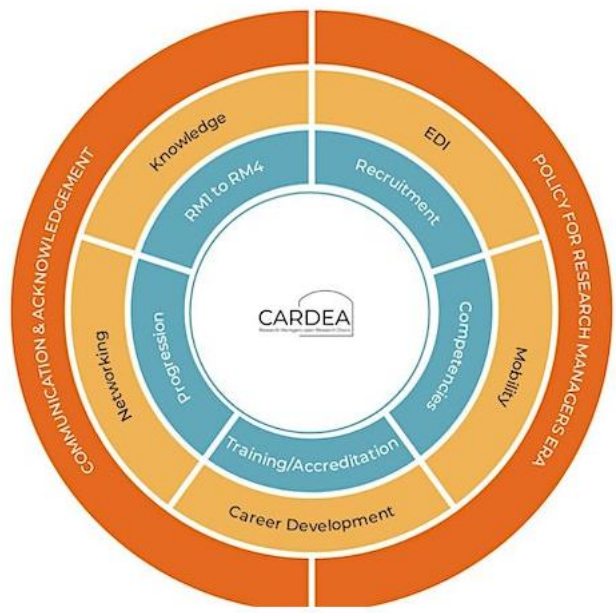 COMMUNICATION & ACKNOWLEDGEMENT
POLICY FOR RESEARCH MANAGERS ERA
Knowledge
EDI
Mobility
Career Development
Networking
RM1 to RM4
Recruitment
Competencies
Training/Accreditation
Progression
CARDEA